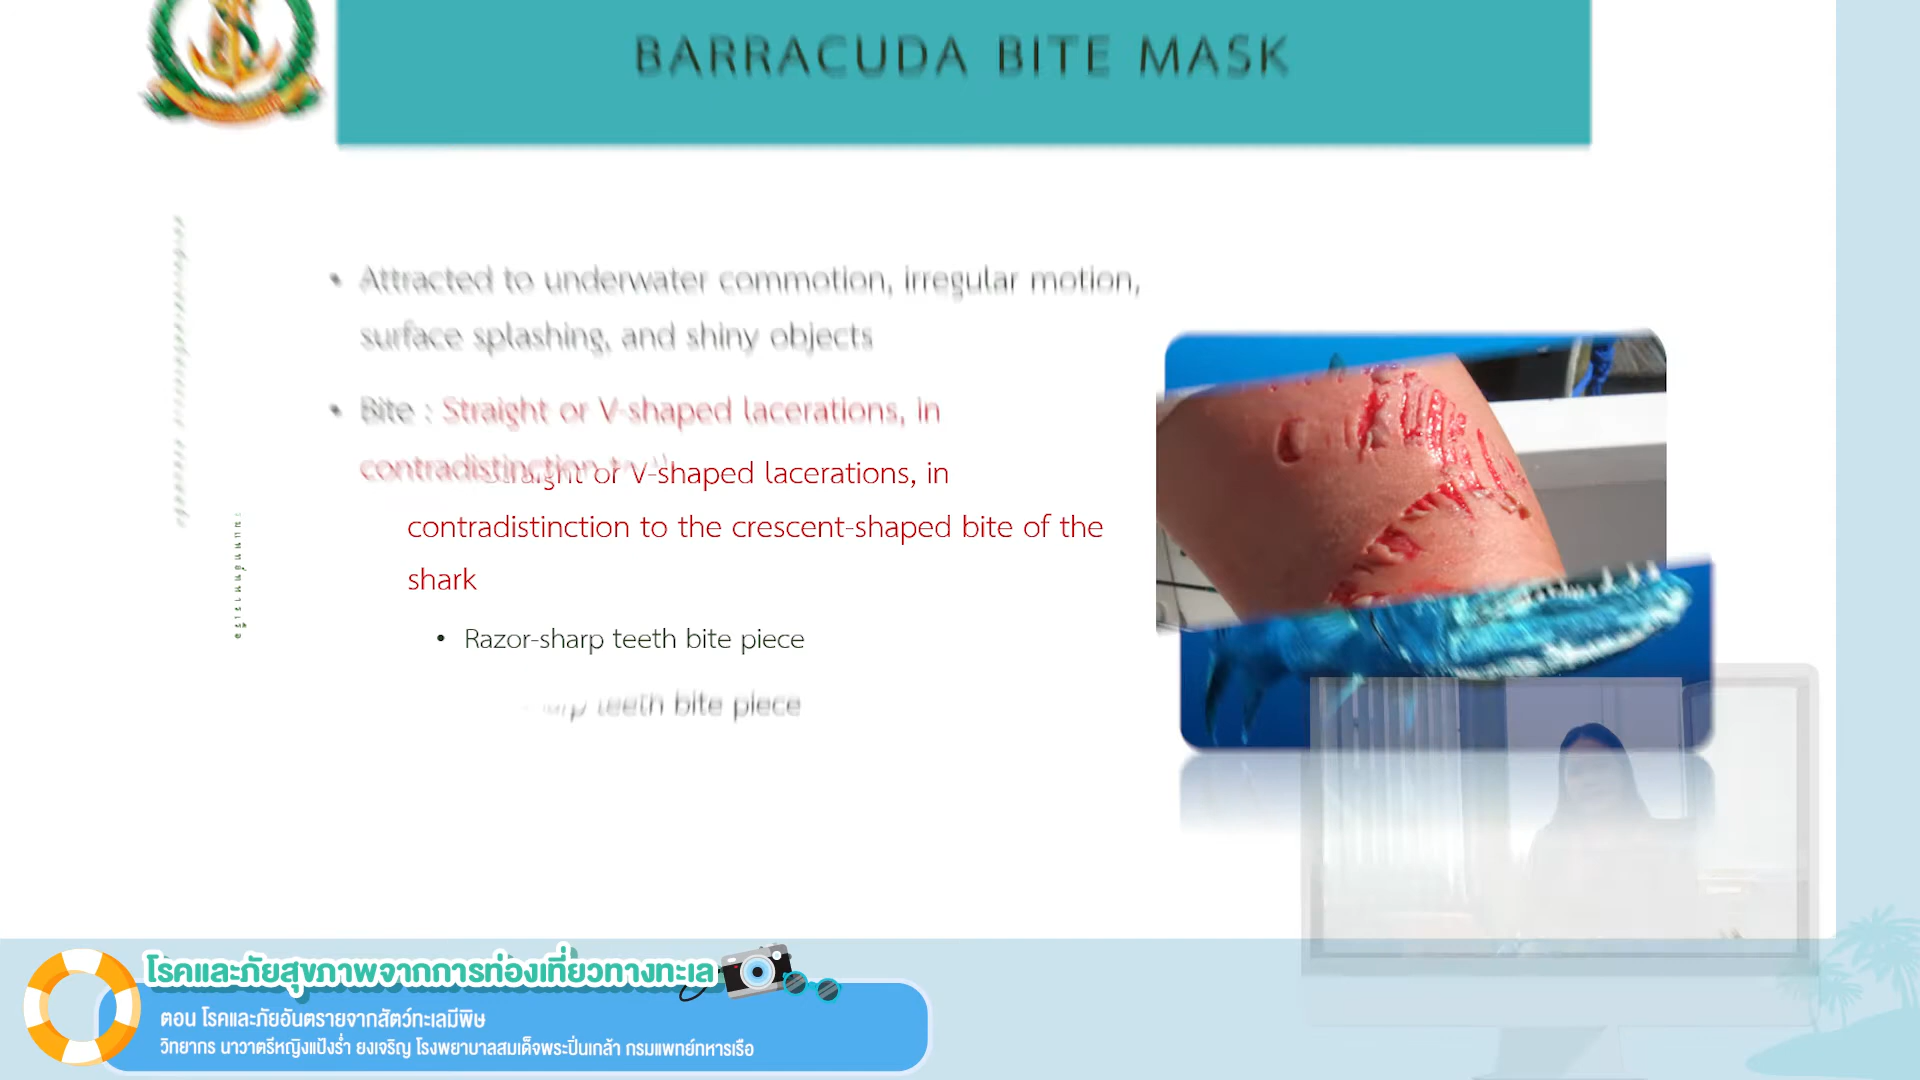 BARRACUDA BITE MASK
• Attracted to underwater commotion, irregular motion,
surface splashing, and shiny objects
• Bite : Straight or V-shaped lacerations, in
contradistinction
Straight or V-shaped lacerations, in
contradistinction to the crescent-shaped bite of the
shark
• Razor-sharp teeth bite piece
teeth bite piece
โรคและภัยสุขภาพจากการท่องเที่ยวทางทะเล
ตอน โรคและภัยอันตรายจากสัตว์ทะเลมีพิษ
วิทยากร นาวาตรีหญิงแป้งร่ำ ยงเจริญ โรงพยาบาลสมเด็จพระปิ่นเกล้า กรมแพทย์ทหารเรือ